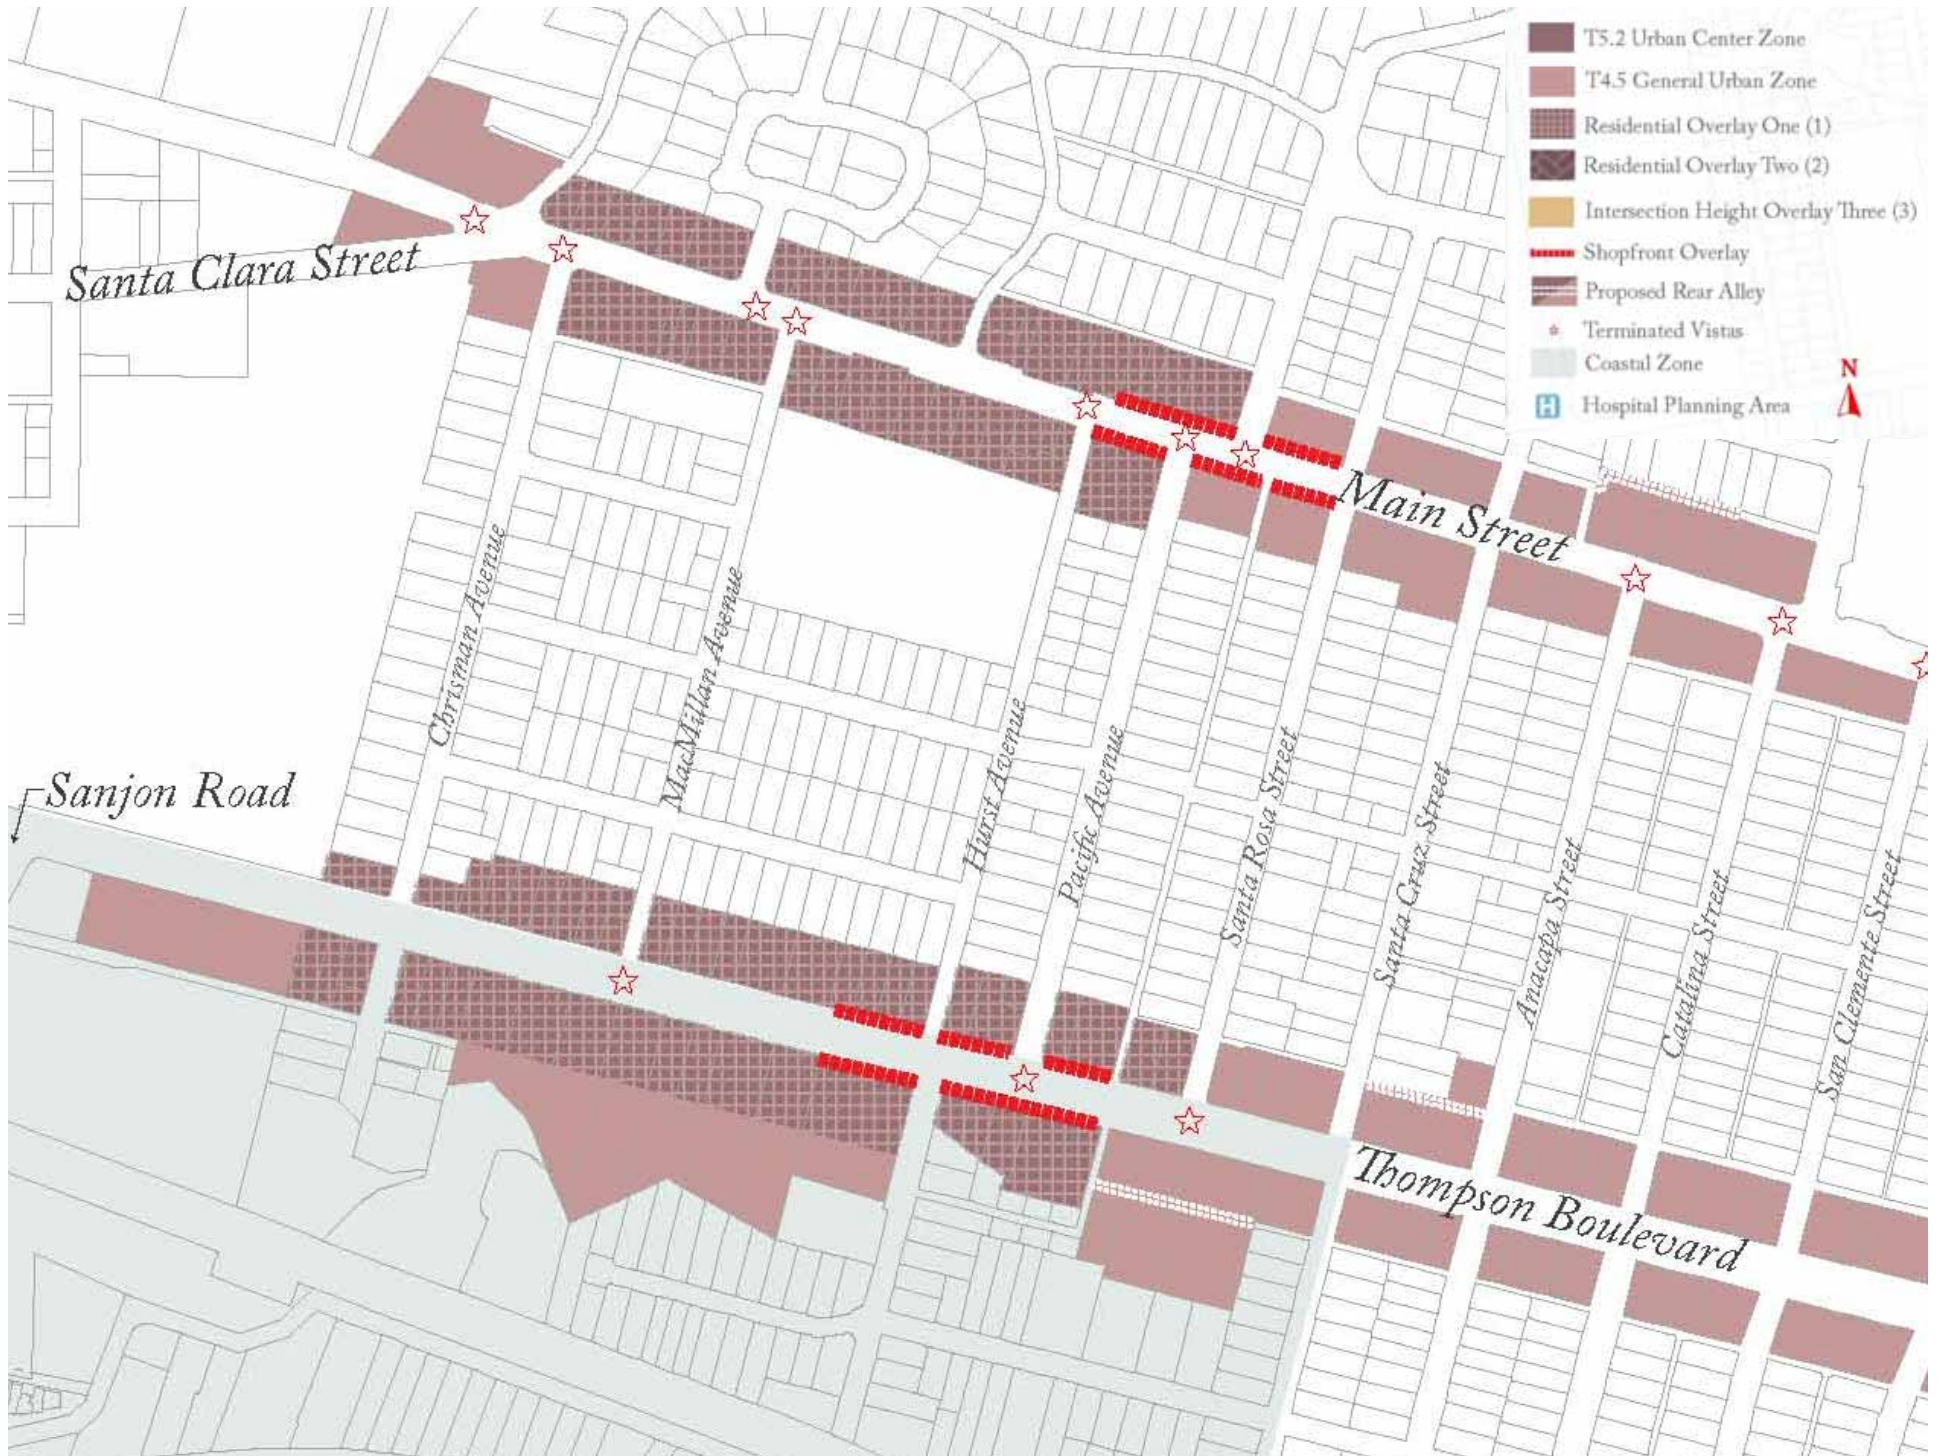 T5.2 Urban Center Zone
T4.5 General Urban Zone
Residential Overlay One (1)
Residential Overlay Two (2)
Intersection Height Overlay Three (3)
Shopfront Overlay
Proposed Rear Alley
Terminated Vistas
Coastal Zone
N
H Hospital Planning Area
Santa Clara Street
Main Street
Chrisman Avenue
MacMillan Avenue
Hurst Avenue
Pacific Avenue
Santa Rosa Street
Santa Cruz Street
Anacapa Street
Catalina Street
San Clemente Street
Sanjon Road
Thompson Boulevard